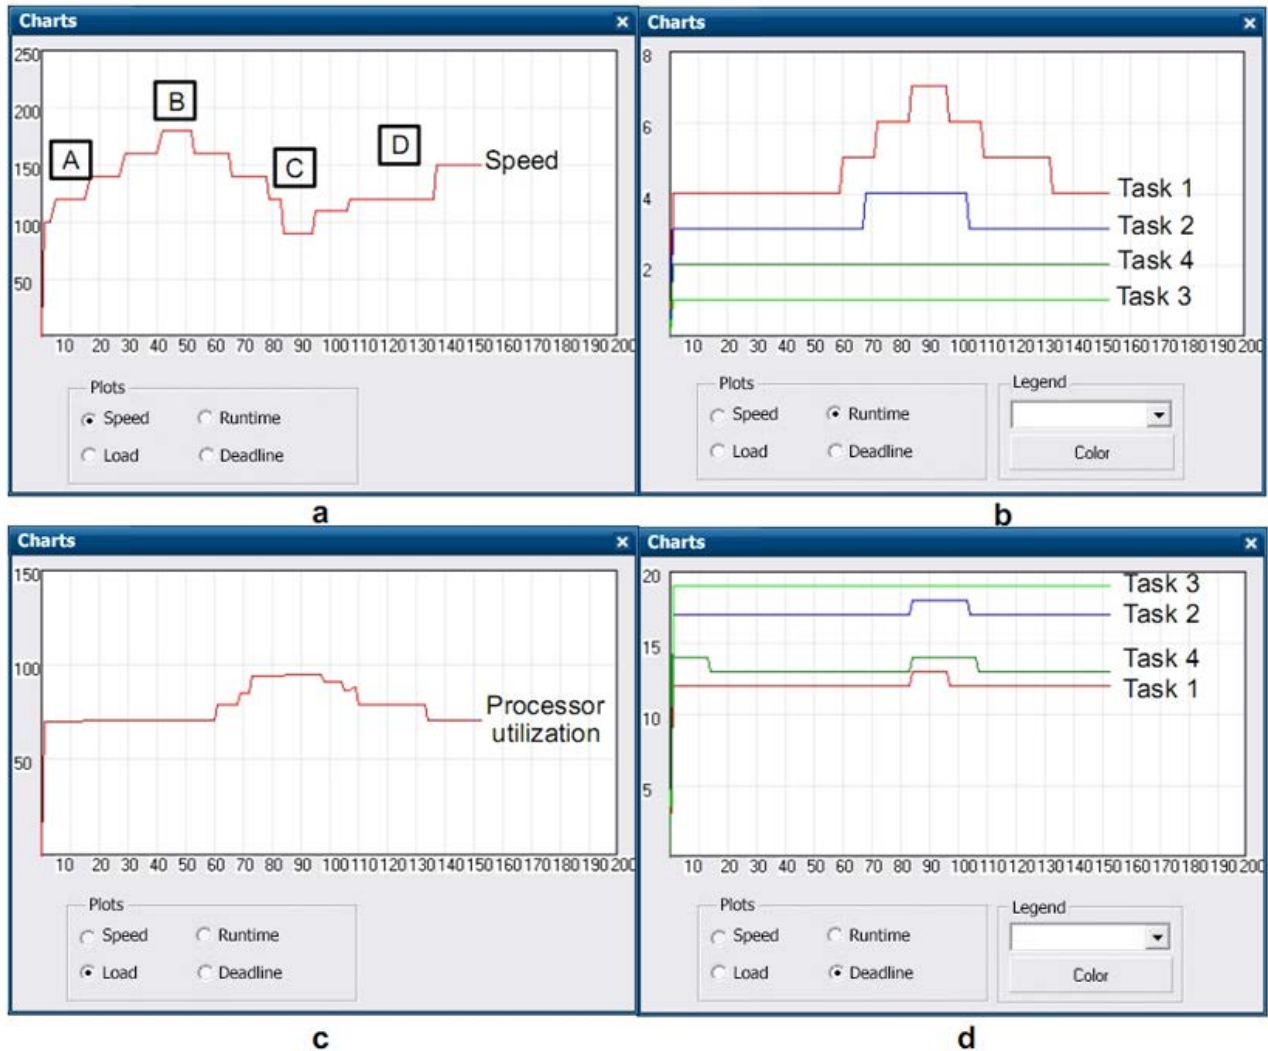 Charts ×
250
200
150
100
50
A
B
C
D
Speed
10 20 30 40 50 60 70 80 90 100 110 120 130 140 150 160 170 180 190 200
Plots
Speed Runtime
Load Deadline
a
Charts ×
8
6
4
2
Task 1
Task 2
Task 4
Task 3
10 20 30 40 50 60 70 80 90 100 110 120 130 140 150 160 170 180 190 200
Plots
Speed Runtime
Load Deadline
Legend
Color
b
Charts ×
150
100
50
Processor
utilization
10 20 30 40 50 60 70 80 90 100 110 120 130 140 150 160 170 180 190 200
Plots
Speed Runtime
Load Deadline
c
Charts ×
20
15
10
5
Task 3
Task 2
Task 4
Task 1
10 20 30 40 50 60 70 80 90 100 110 120 130 140 150 160 170 180 190 200
Plots
Speed Runtime
Load Deadline
Legend
Color
d